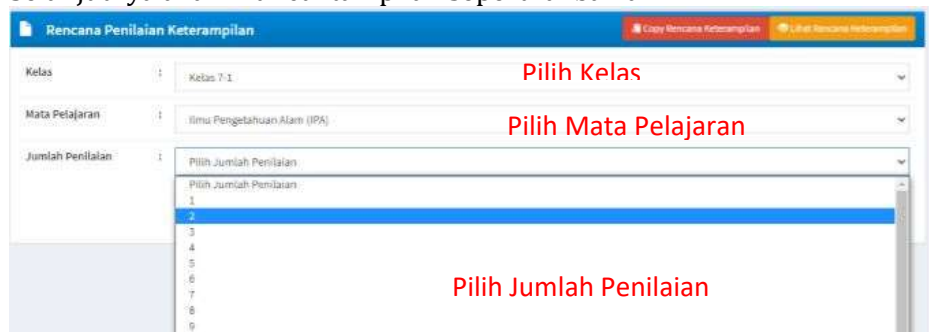 Rencana Penilaian Keterampilan
Copy Rencana Keterampilan
Lihat Rencana Keterampilan
Kelas : Kelas 7-1
Pilih Kelas
Mata Pelajaran : Ilmu Pengetahuan Alam (IPA)
Pilih Mata Pelajaran
Jumlah Penilaian : Pilih Jumlah Penilaian
Pilih Jumlah Penilaian
1
2
3
4
5
6
Pilih Jumlah Penilaian
7
8
9